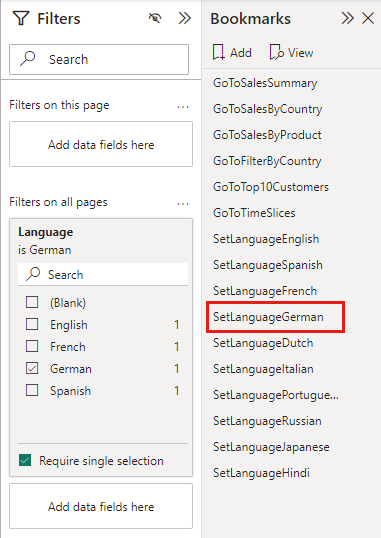 Filters
Search
Filters on this page
...
Add data fields here
Filters on all pages
...
Language
is German
Search
(Blank)
English 1
French 1
German 1
Spanish 1
Require single selection
Add data fields here
Bookmarks
Add View
GoToSalesSummary
GoToSalesByCountry
GoToSalesByProduct
GoToFilterByCountry
GoToTop10Customers
GoToTimeSlices
SetLanguageEnglish
SetLanguageSpanish
SetLanguageFrench
SetLanguageGerman
SetLanguageDutch
SetLanguageItalian
SetLanguagePortugue...
SetLanguageRussian
SetLanguageJapanese
SetLanguageHindi